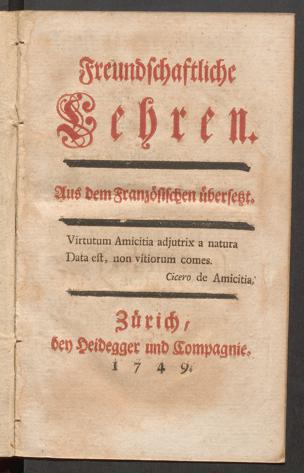 Freundschaftliche
Lehren.
Aus dem Französischen übersetzt.
Virtutum Amicitia adjutrix a natura
Data est, non vitiorum comes.
Cicero de Amicitia.
Zürich,
bey Heidegger und Compagnie.
1749.